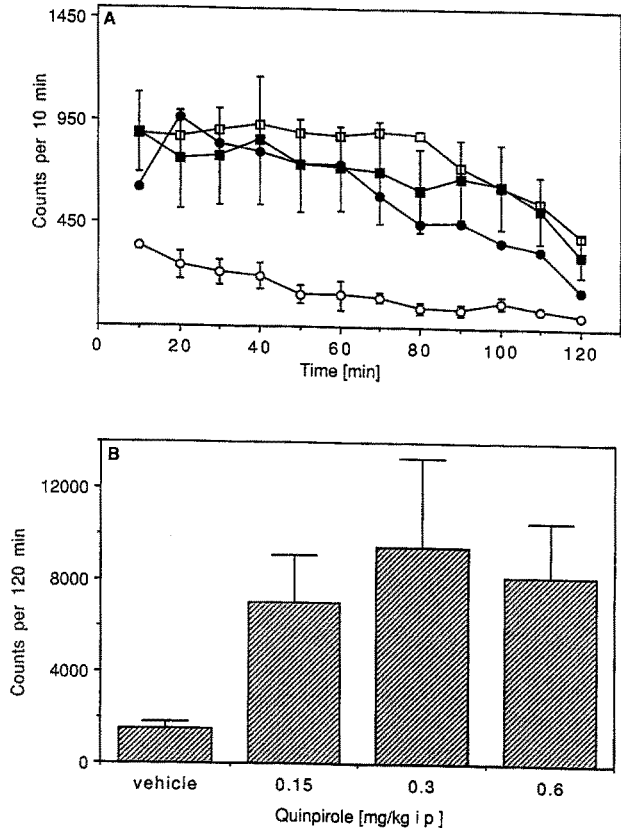 1450
A
950
450
Counts per 10 min
0 20 40 60 80 100 120
Time [min]
B
12000
8000
4000
0
Counts per 120 min
vehicle 0.15 0.3 0.6
Quinpirole [mg/kg i p]